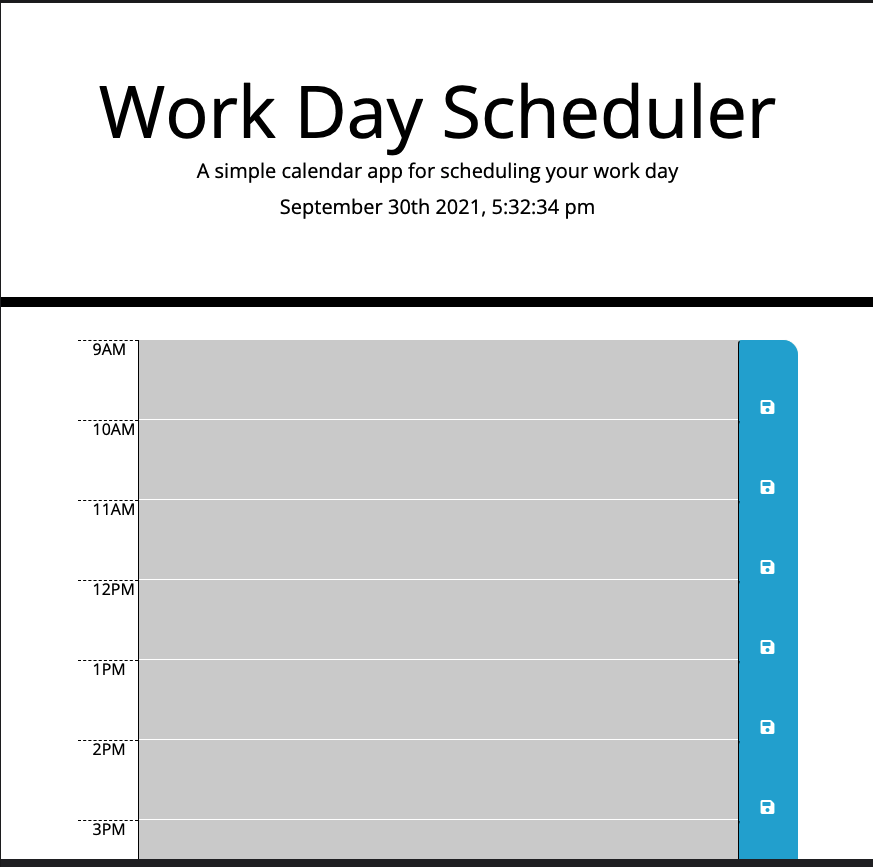 Work Day Scheduler
A simple calendar app for scheduling your work day
September 30th 2021, 5:32:34 pm
9AM
10AM
11AM
12PM
1PM
2PM
3PM